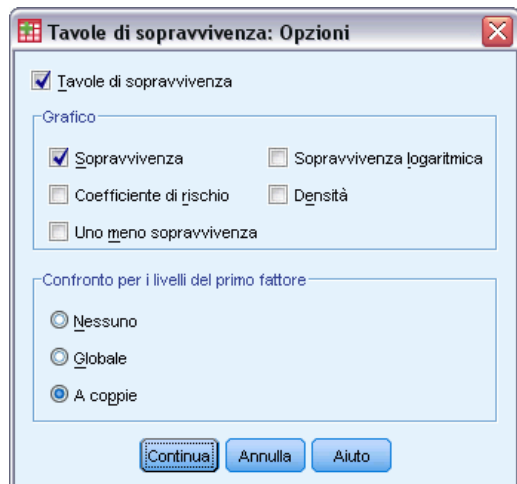 Tavole di sopravvivenza: Opzioni
Tavole di sopravvivenza
Grafico
Sopravvivenza
Sopravvivenza logaritmica
Coefficiente di rischio
Densità
Uno meno sopravvivenza
Confronto per i livelli del primo fattore
Nessuno
Globale
A coppie
Continua
Annulla
Aiuto